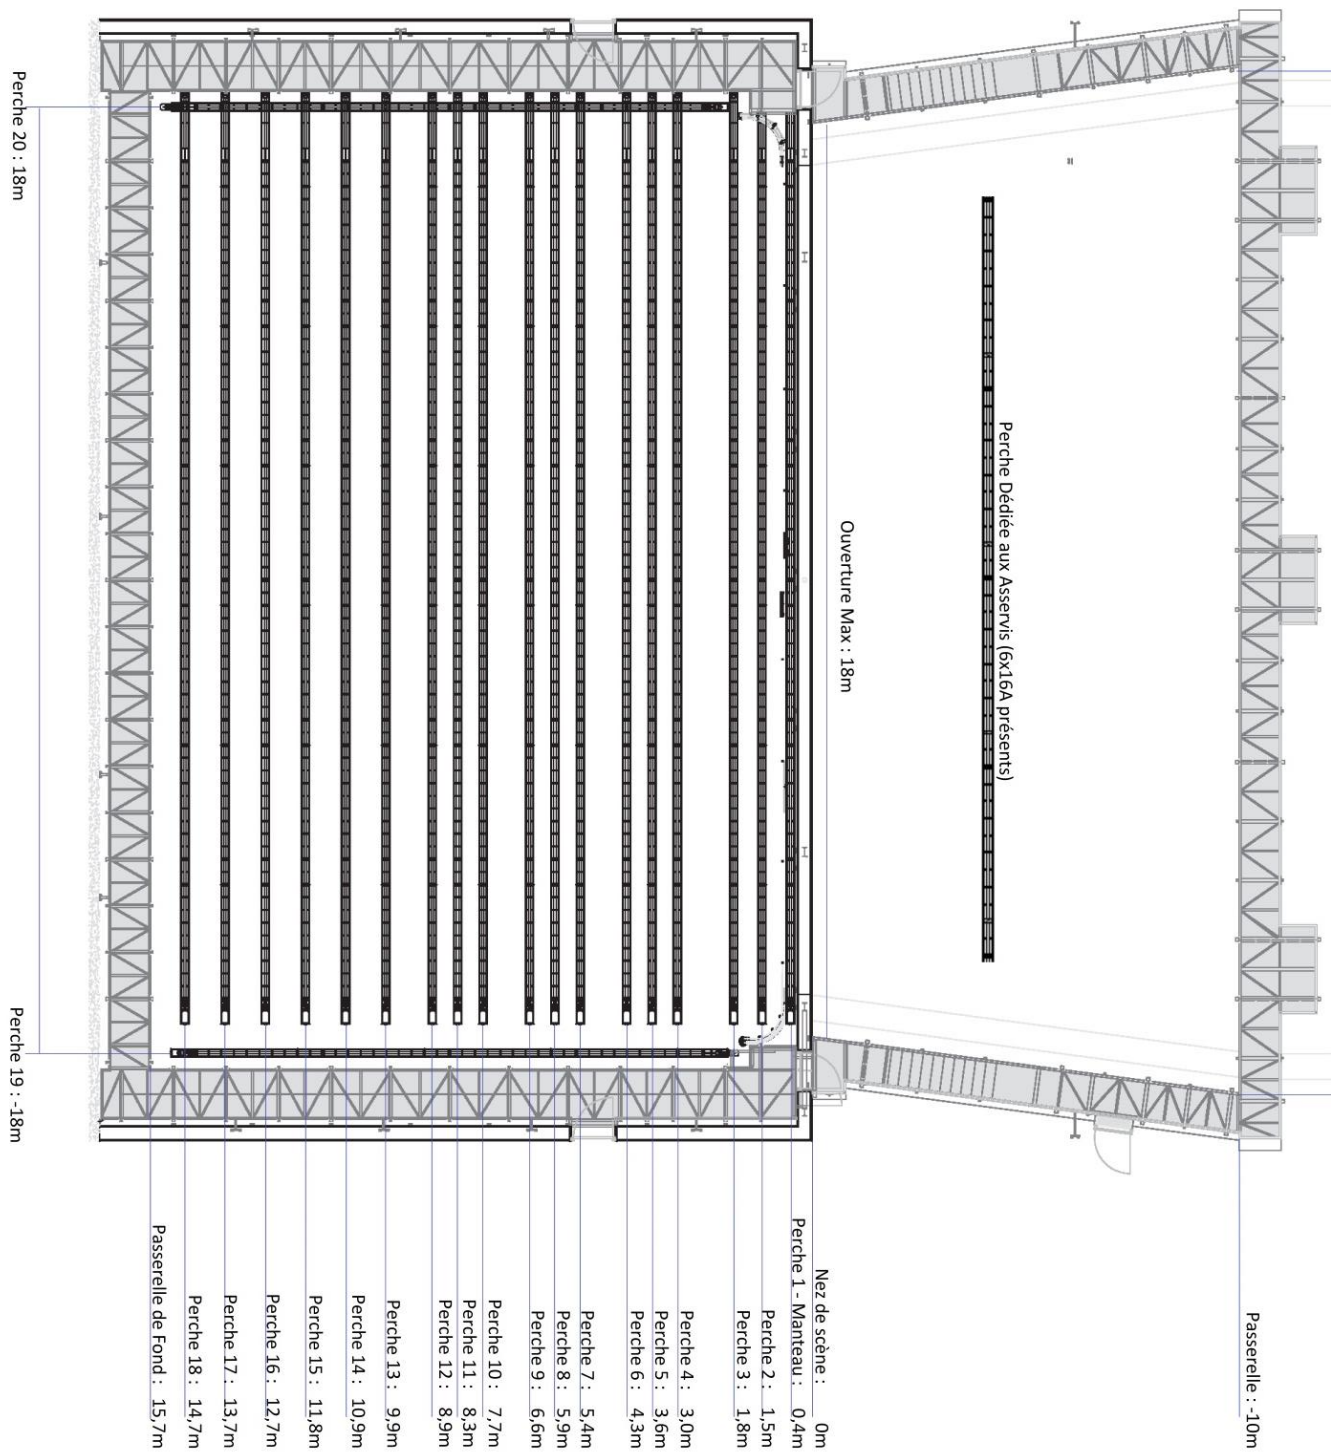 Passerelle : -10m
Nez de scène : 0m
Perche 1 - Manteau : 0,4m
Perche 2 : 1,5m
Perche 3 : 1,8m
Perche 4 : 3,0m
Perche 5 : 3,6m
Perche 6 : 4,3m
Perche 7 : 5,4m
Perche 8 : 5,9m
Perche 9 : 6,6m
Perche 10 : 7,7m
Perche 11 : 8,3m
Perche 12 : 8,9m
Perche 13 : 9,9m
Perche 14 : 10,9m
Perche 15 : 11,8m
Perche 16 : 12,7m
Perche 17 : 13,7m
Perche 18 : 14,7m
Passerelle de Fond : 15,7m
Perche Dédiée aux Asservis (6x16A présents)
Ouverture Max : 18m
Perche 20 : 18m
Perche 19 : -18m